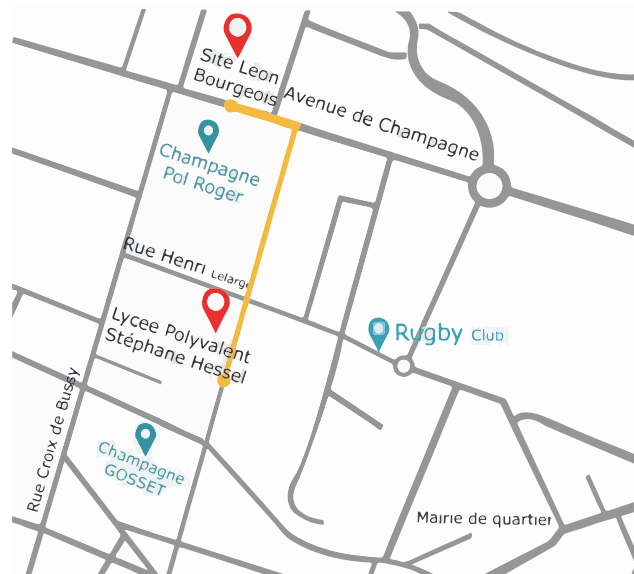 Site Léon
Bourgeois
Avenue de Champagne
Champagne
Pol Roger
Rue Henri Lelarge
Lycee Polyvalent
Stéphane Hessel
Rugby Club
Rue Croix de Bussy
Champagne
GOSSET
Mairie de quartier